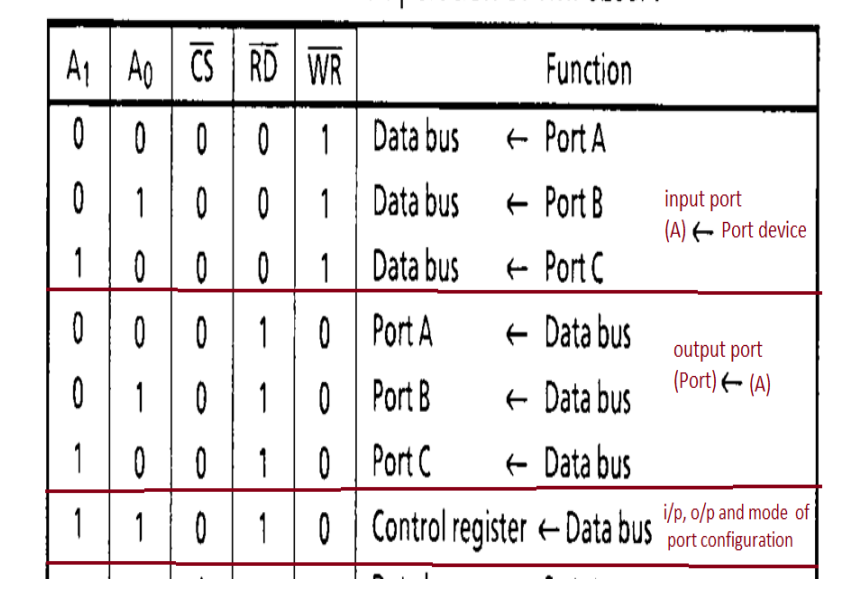 A₁ A₀ C̅S̅ R̅D̅ W̅R̅ Function
0 0 0 0 1 Data bus ← Port A
0 1 0 0 1 Data bus ← Port B
input port
(A) ← Port device
1 0 0 0 1 Data bus ← Port C
0 0 0 1 0 Port A ← Data bus
output port
(Port) ← (A)
0 1 0 1 0 Port B ← Data bus
1 0 0 1 0 Port C ← Data bus
1 1 0 1 0 Control register ← Data bus
i/p, o/p and mode of
port configuration